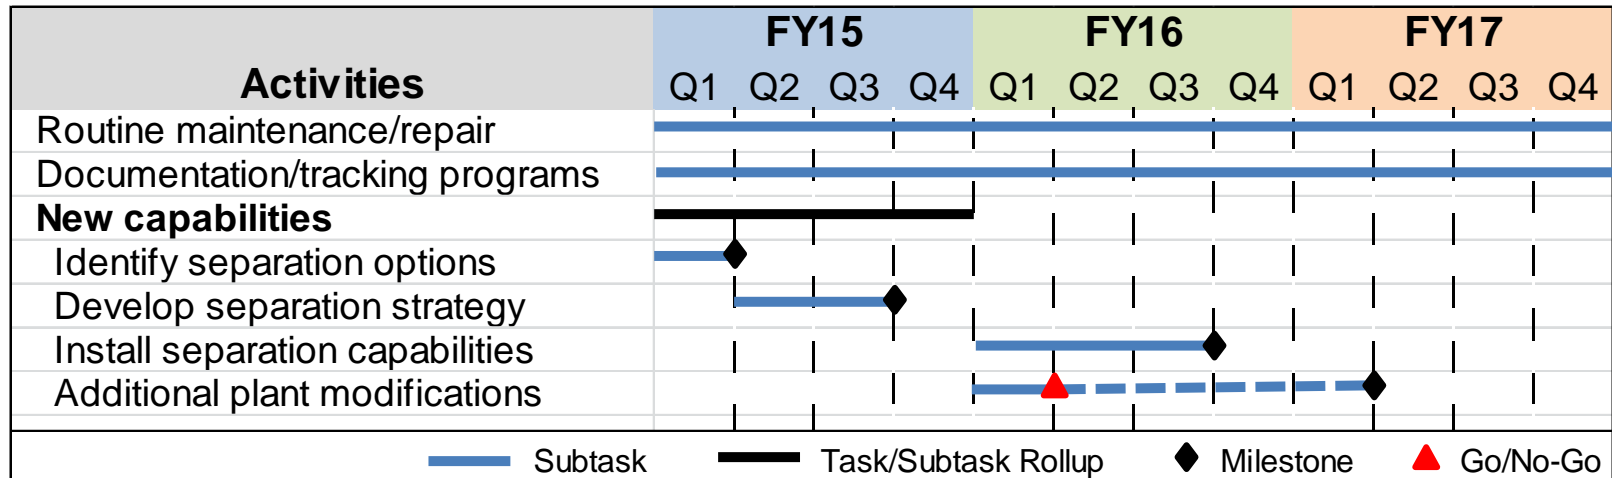 FY15 FY16 FY17
Activities Q1 Q2 Q3 Q4 Q1 Q2 Q3 Q4 Q1 Q2 Q3 Q4
Routine maintenance/repair
Documentation/tracking programs
New capabilities
Identify separation options
Develop separation strategy
Install separation capabilities
Additional plant modifications
Subtask Task/Subtask Rollup Milestone Go/No-Go